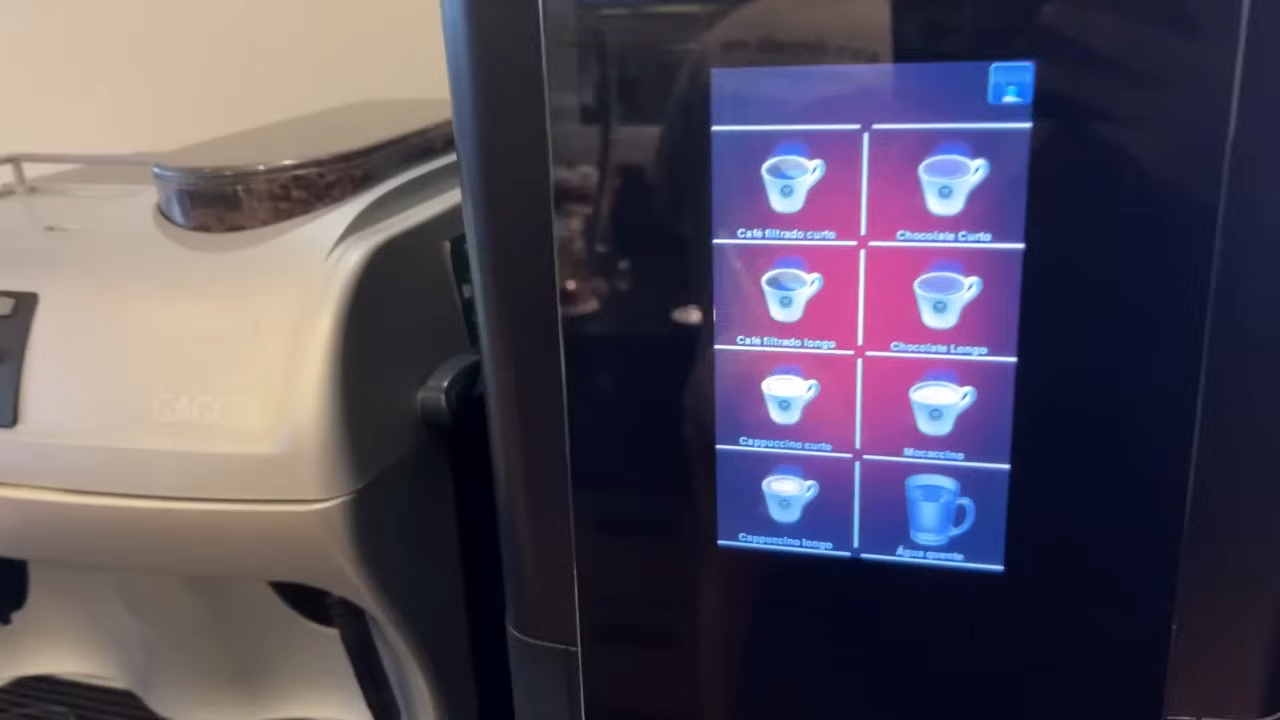 Café filtrado curto
Chocolate Curto
Café filtrado longo
Chocolate Longo
Cappuccino curto
Mocaccino
Cappuccino longo
Água quente